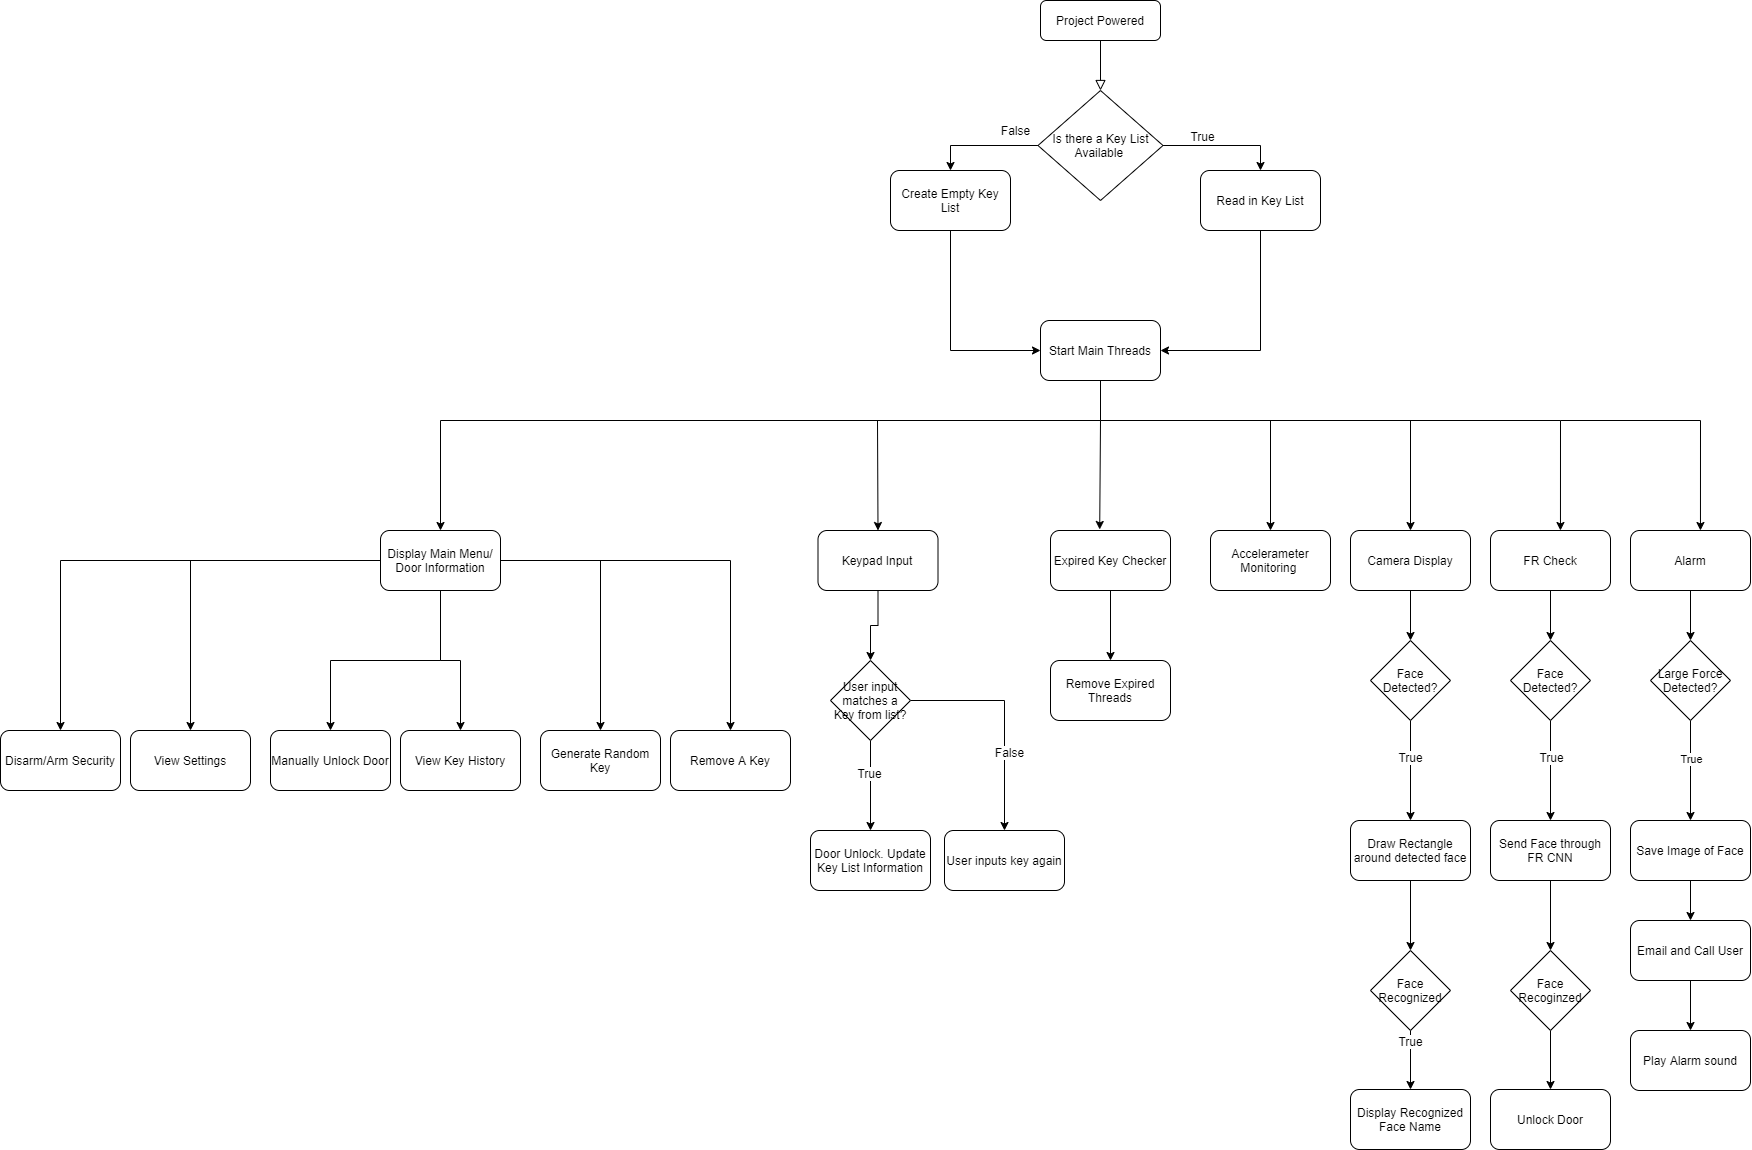 Project Powered
Is there a Key List
Available
False
True
Create Empty Key
List
Read in Key List
Start Main Threads
Display Main Menu/
Door Information
Keypad Input
Expired Key Checker
Accelerameter
Monitoring
Camera Display
FR Check
Alarm
User input
matches a
Key from list?
Remove Expired
Threads
Face
Detected?
Face
Detected?
Large Force
Detected?
Disarm/Arm Security
View Settings
Manually Unlock Door
View Key History
Generate Random
Key
Remove A Key
True
False
True
True
True
Door Unlock. Update
Key List Information
User inputs key again
Draw Rectangle
around detected face
Send Face through
FR CNN
Save Image of Face
Email and Call User
Face
Recognized
Face
Recoginzed
True
Play Alarm sound
Display Recognized
Face Name
Unlock Door